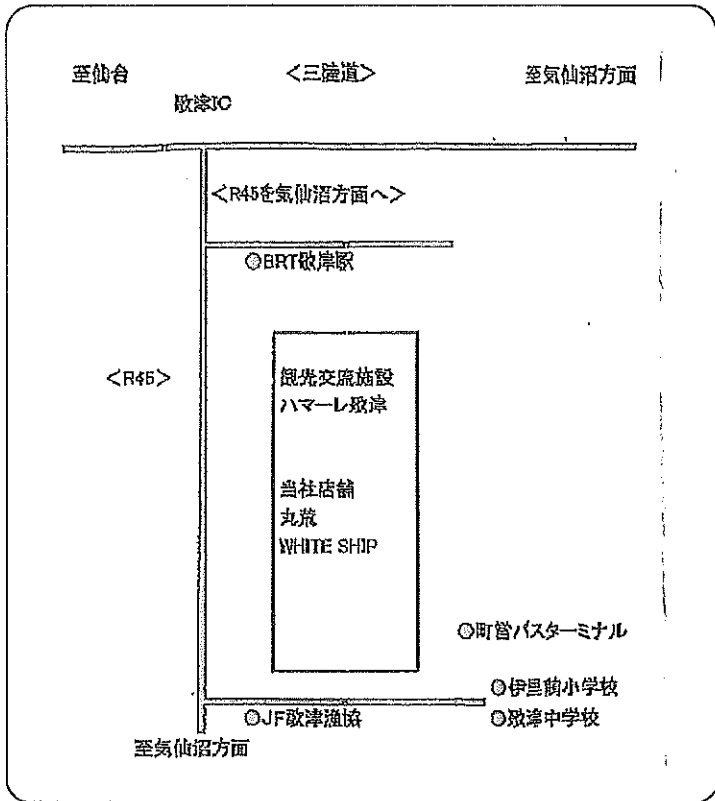 至仙台
<三陸道>
至気仙沼方面
歌津IC
<R45を気仙沼方面へ>
◎BRT歌津駅
<R45>
観光交流施設
ハマーレ歌津
当社店舗
丸荒
WHITE SHIP
◎町営バスターミナル
◎伊里前小学校
◎JF歌津漁協
◎歌津中学校
至気仙沼方面